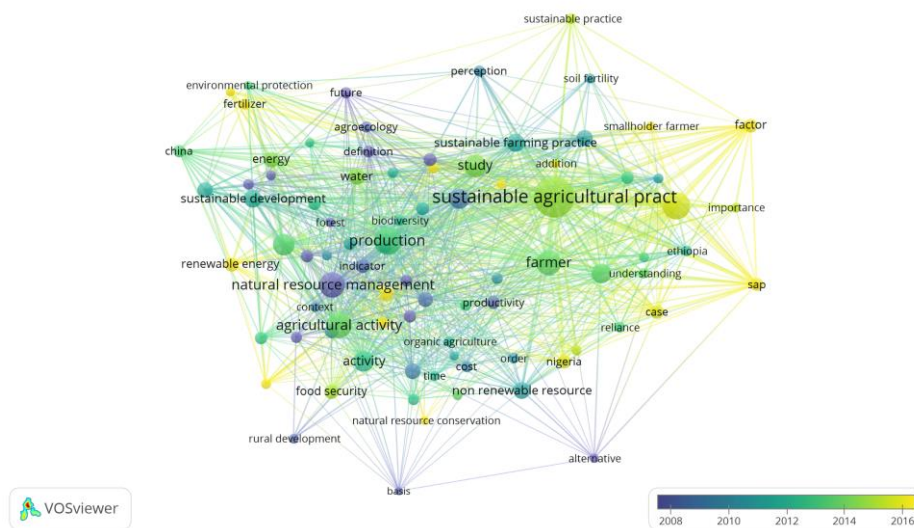 sustainable practice
perception
soil fertility
environmental protection
future
fertilizer
agroecology
smallholder farmer
factor
sustainable farming practice
china
definition
energy
study
addition
water
sustainable development
sustainable agricultural pract
importance
forest
biodiversity
production
ethiopia
renewable energy
indicator
farmer
understanding
natural resource management
sap
context
productivity
case
agricultural activity
reliance
organic agriculture
activity
order
cost
nigeria
time
food security
non renewable resource
natural resource conservation
rural development
alternative
basis
VOSviewer
2008 2010 2012 2014 2016